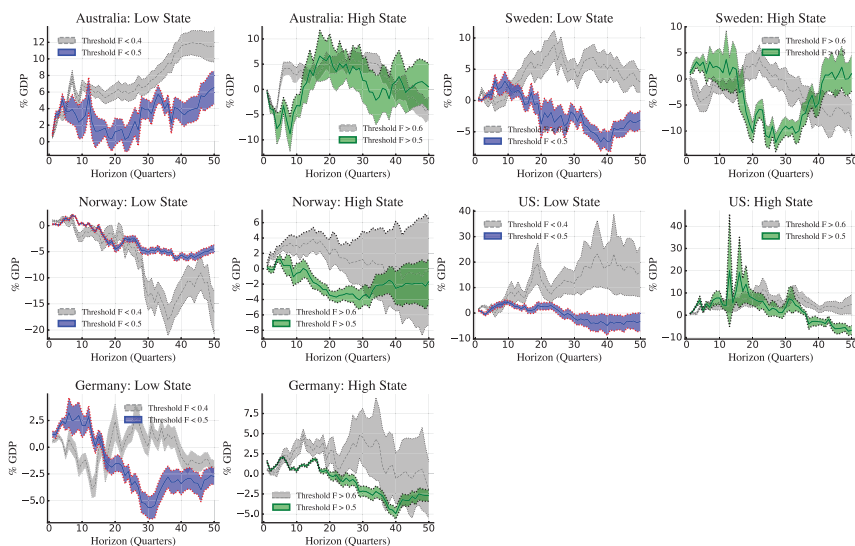 Australia: Low State
Threshold F < 0.4
Threshold F < 0.5
% GDP
12
10
8
6
4
2
0
0 10 20 30 40 50
Horizon (Quarters)
Australia: High State
Threshold F > 0.6
Threshold F > 0.5
% GDP
10
5
0
−5
−10
0 10 20 30 40 50
Horizon (Quarters)
Sweden: Low State
Threshold F < 0.5
% GDP
10
5
0
−5
0 10 20 30 40 50
Horizon (Quarters)
Sweden: High State
Threshold F > 0.6
Threshold F > 0.5
% GDP
10
5
0
−5
−10
0 10 20 30 40 50
Horizon (Quarters)
Norway: Low State
Threshold F < 0.4
Threshold F < 0.5
% GDP
0
−5
−10
−15
−20
0 10 20 30 40 50
Horizon (Quarters)
Norway: High State
Threshold F > 0.6
Threshold F > 0.5
% GDP
6
4
2
0
−2
−4
−6
−8
0 10 20 30 40 50
Horizon (Quarters)
US: Low State
Threshold F < 0.4
Threshold F < 0.5
% GDP
40
30
20
10
0
−10
0 10 20 30 40 50
Horizon (Quarters)
US: High State
Threshold F > 0.6
Threshold F > 0.5
% GDP
40
30
20
10
0
−10
0 10 20 30 40 50
Horizon (Quarters)
Germany: Low State
Threshold F < 0.4
Threshold F < 0.5
% GDP
2.5
0.0
−2.5
−5.0
0 10 20 30 40 50
Horizon (Quarters)
Germany: High State
Threshold F > 0.6
Threshold F > 0.5
% GDP
7.5
5.0
2.5
0.0
−2.5
−5.0
0 10 20 30 40 50
Horizon (Quarters)